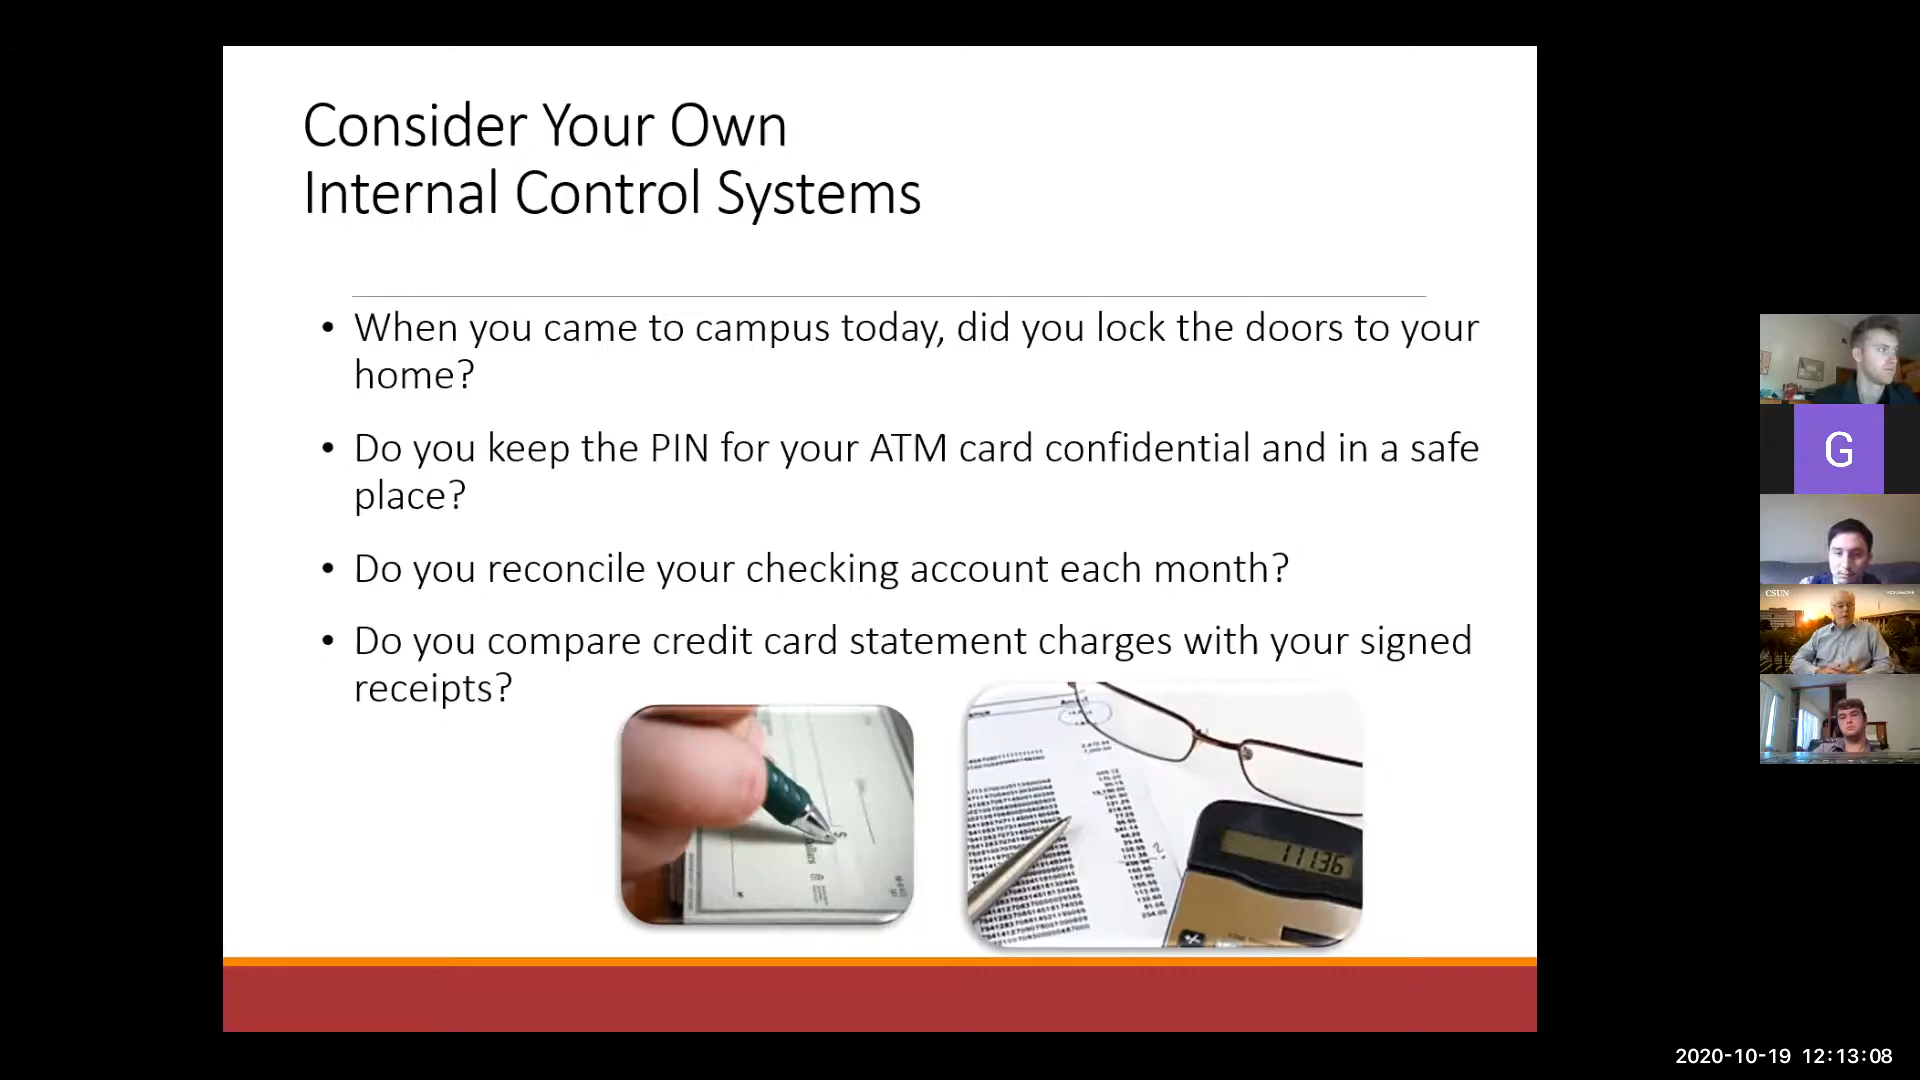 Consider Your Own
Internal Control Systems
• When you came to campus today, did you lock the doors to your
home?
• Do you keep the PIN for your ATM card confidential and in a safe
place?
• Do you reconcile your checking account each month?
• Do you compare credit card statement charges with your signed
receipts?
11136
G
CSUN
2020-10-19 12:13:08